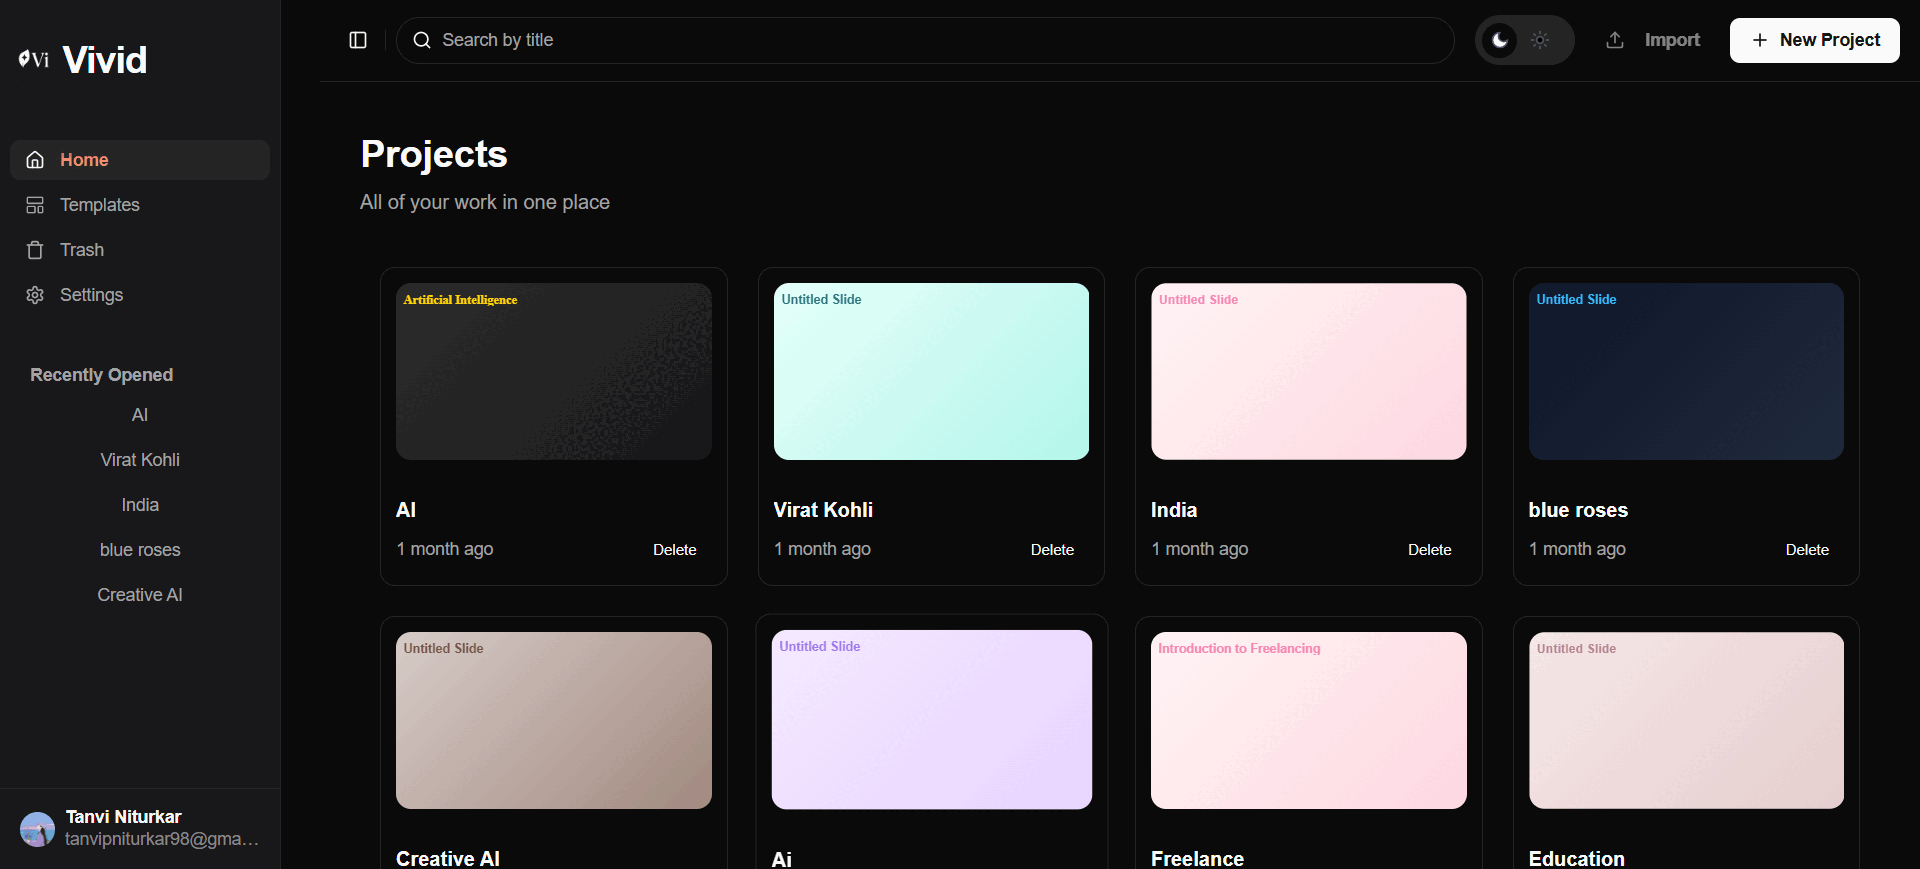 Vi Vivid
Home
Templates
Trash
Settings
Recently Opened
AI
Virat Kohli
India
blue roses
Creative AI
Tanvi Niturkar
tanvipniturkar98@gma...
Search by title
Import
New Project
Projects
All of your work in one place
Artificial Intelligence
AI
1 month ago Delete
Untitled Slide
Virat Kohli
1 month ago Delete
Untitled Slide
India
1 month ago Delete
Untitled Slide
blue roses
1 month ago Delete
Untitled Slide
Creative AI
Untitled Slide
Ai
Introduction to Freelancing
Freelance
Untitled Slide
Education